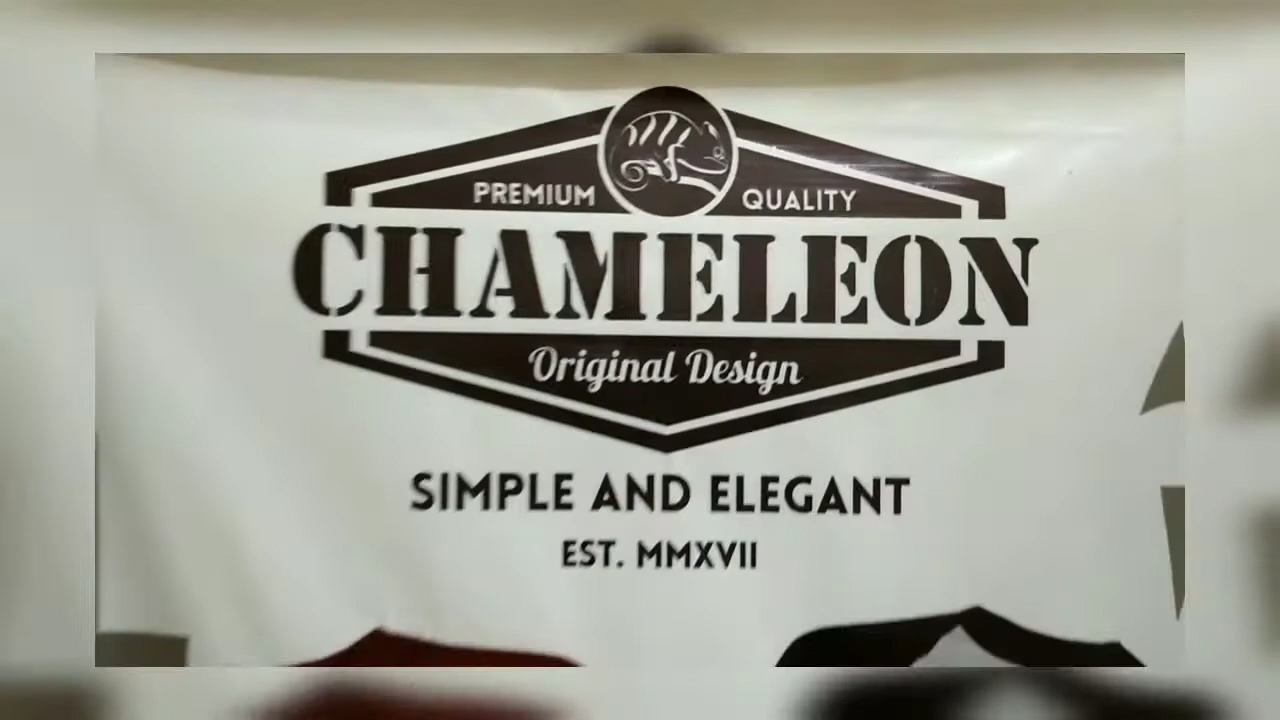 PREMIUM QUALITY
CHAMELEON
Original Design
SIMPLE AND ELEGANT
EST. MMXVII